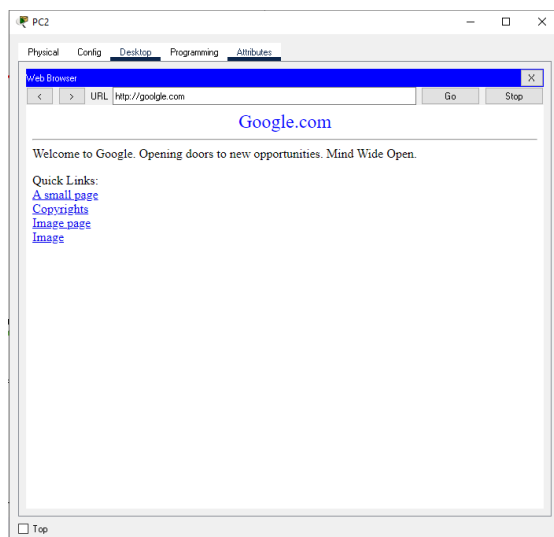 PC2
Physical Config Desktop Programming Attributes
Web Browser X
< > URL http://goolgle.com Go Stop
Google.com
Welcome to Google. Opening doors to new opportunities. Mind Wide Open.
Quick Links:
A small page
Copyrights
Image page
Image
Top